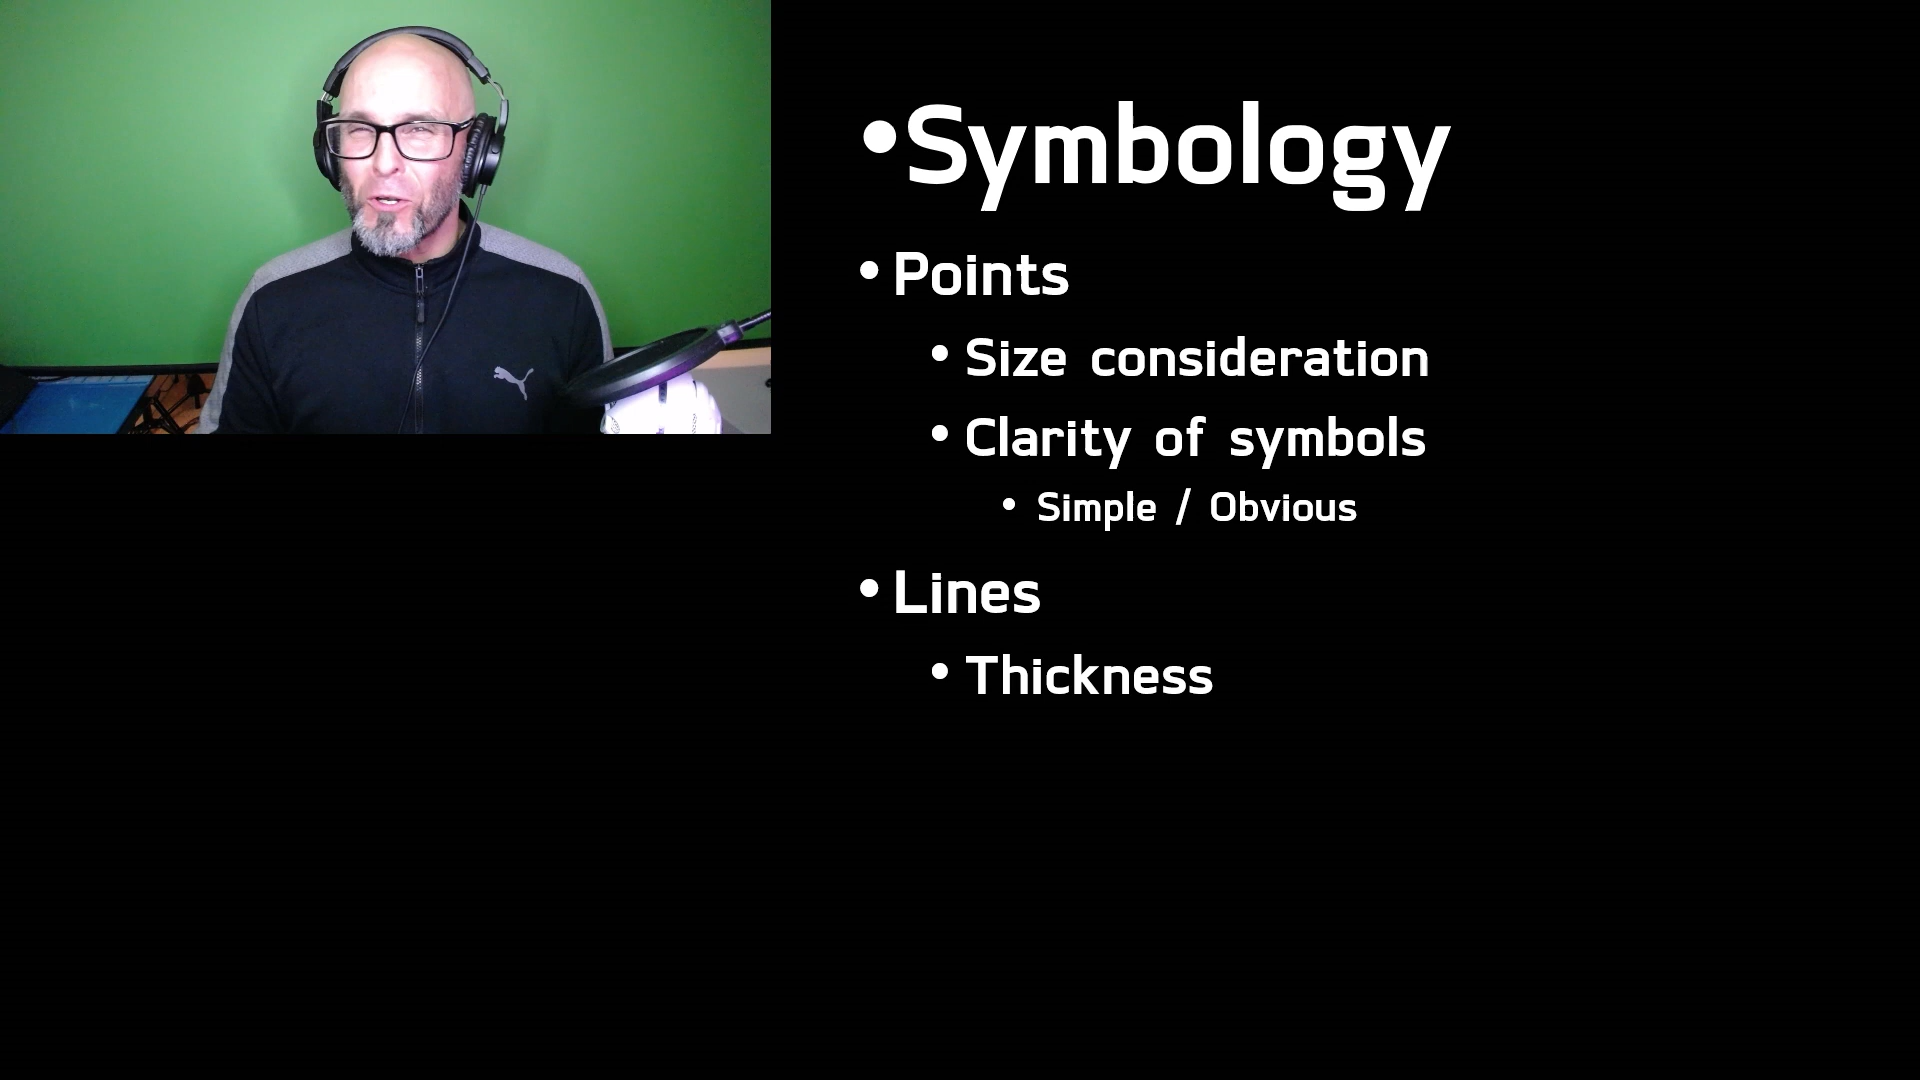 •Symbology
• Points
• Size consideration
• Clarity of symbols
• Simple / Obvious
• Lines
• Thickness